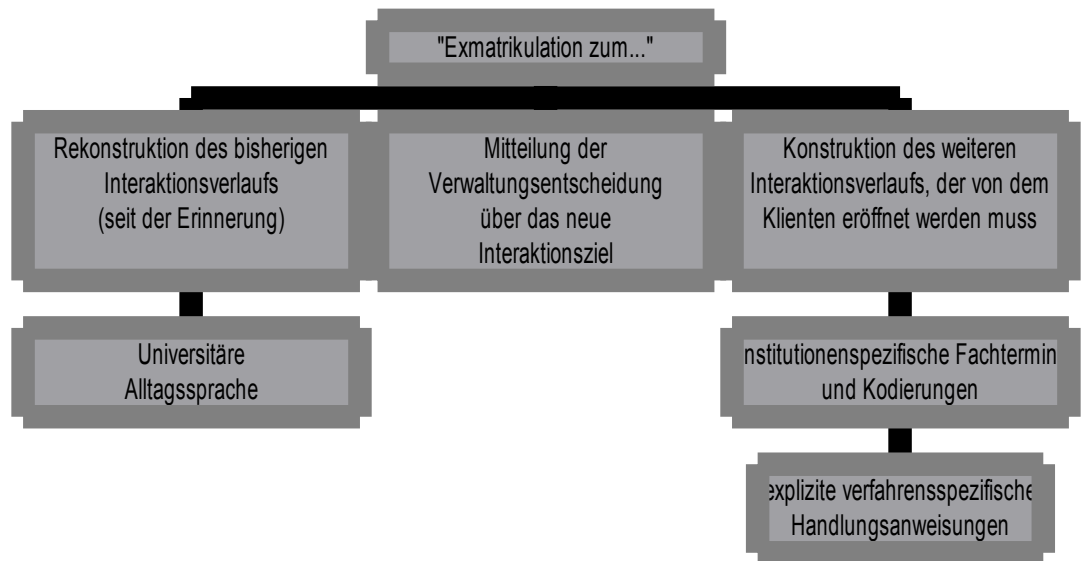 "Exmatrikulation zum..."
Rekonstruktion des bisherigen
Interaktionsverlaufs
(seit der Erinnerung)
Mitteilung der
Verwaltungsentscheidung
über das neue
Interaktionsziel
Konstruktion des weiteren
Interaktionsverlaufs, der von dem
Klienten eröffnet werden muss
Universitäre
Alltagssprache
nstitutionenspezifische Fachtermin
und Kodierungen
explizite verfahrensspezifische
Handlungsanweisungen